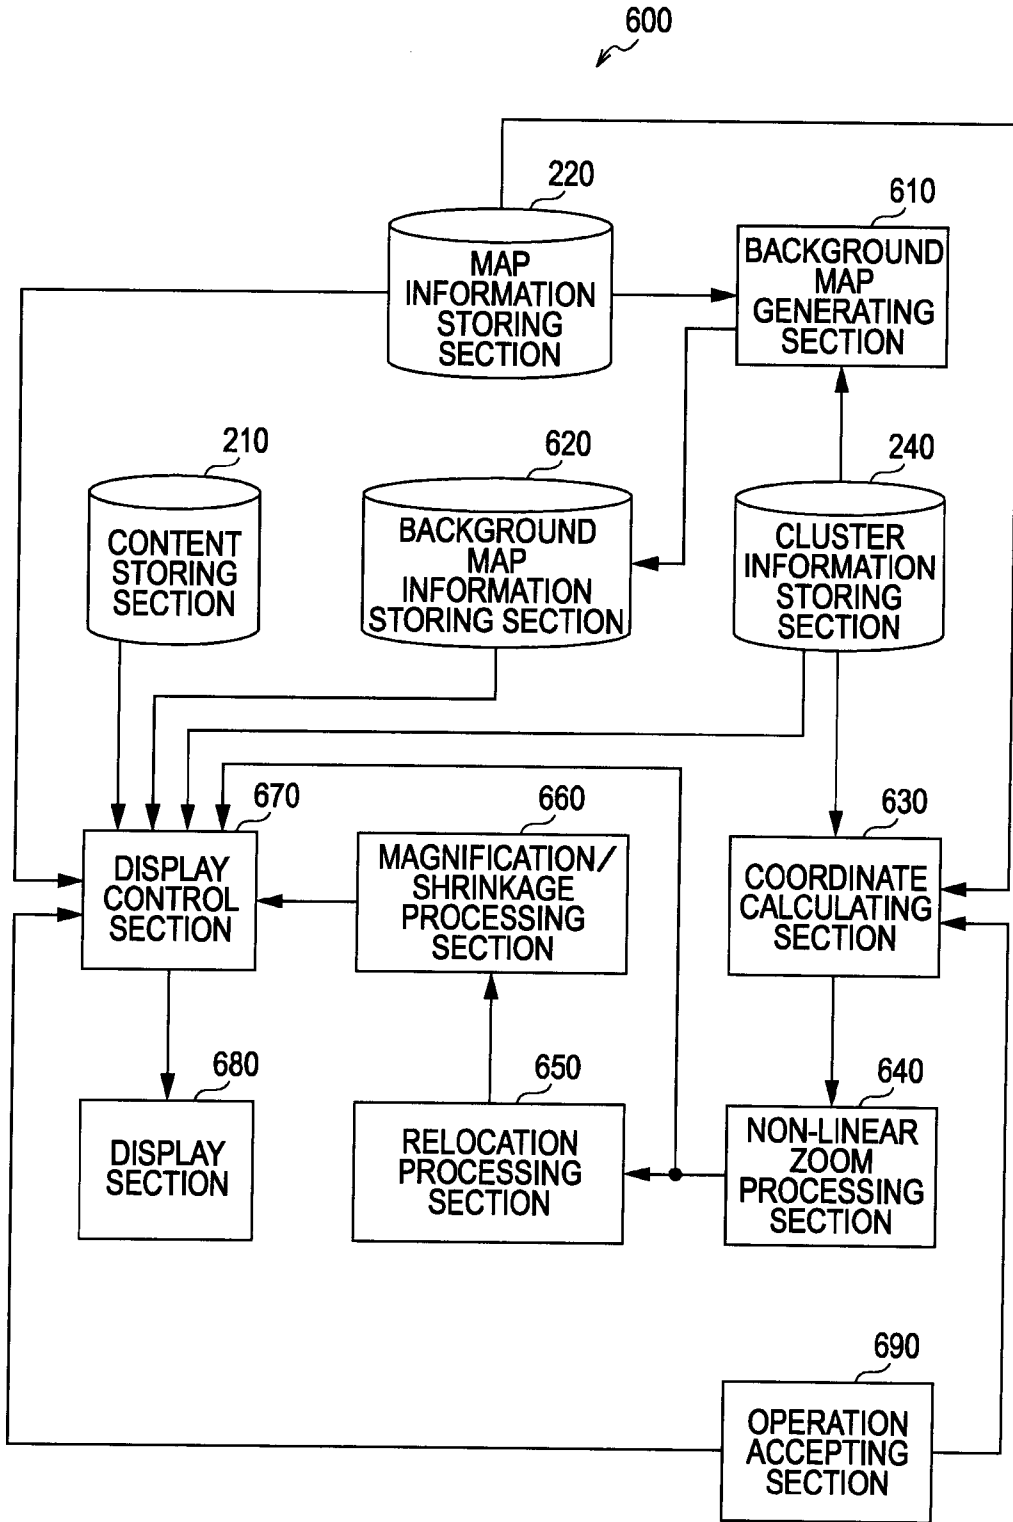 600
220
MAP
INFORMATION
STORING
SECTION
610
BACKGROUND
MAP
GENERATING
SECTION
210
CONTENT
STORING
SECTION
620
BACKGROUND
MAP
INFORMATION
STORING SECTION
240
CLUSTER
INFORMATION
STORING
SECTION
670
DISPLAY
CONTROL
SECTION
660
MAGNIFICATION/
SHRINKAGE
PROCESSING
SECTION
630
COORDINATE
CALCULATING
SECTION
680
DISPLAY
SECTION
650
RELOCATION
PROCESSING
SECTION
640
NON-LINEAR
ZOOM
PROCESSING
SECTION
690
OPERATION
ACCEPTING
SECTION